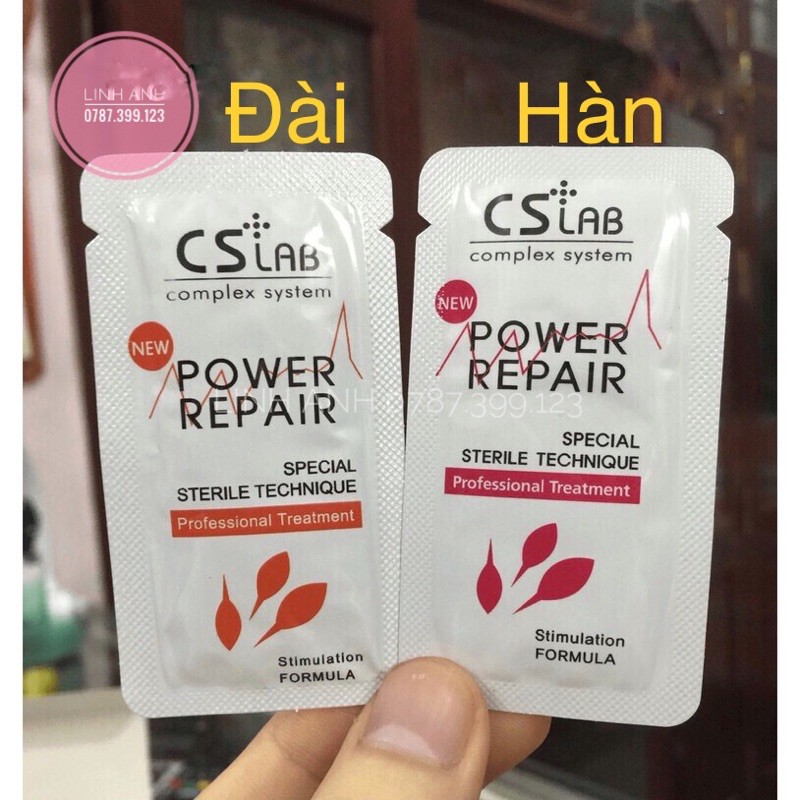 LINH ANH
0787.399.123
Đài
Hàn
CS LAB
complex system
NEW
POWER
REPAIR
SPECIAL
STERILE TECHNIQUE
Professional Treatment
Stimulation
FORMULA
CS LAB
complex system
NEW
POWER
REPAIR
SPECIAL
STERILE TECHNIQUE
Professional Treatment
Stimulation
FORMULA
LINH ANH 0787.399.123